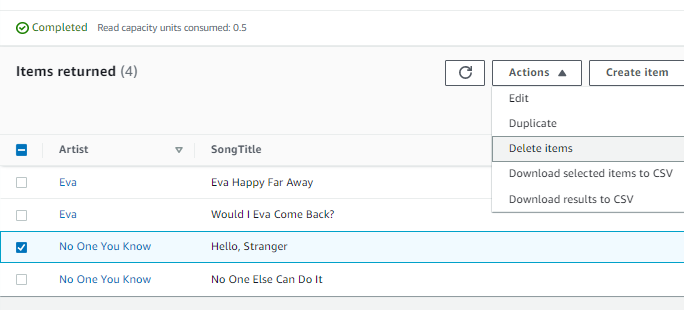 Completed Read capacity units consumed: 0.5
Items returned (4) Actions Create item
Edit
Duplicate
Delete items
Download selected items to CSV
Download results to CSV
Artist SongTitle
Eva Eva Happy Far Away
Eva Would I Eva Come Back?
No One You Know Hello, Stranger
No One You Know No One Else Can Do It